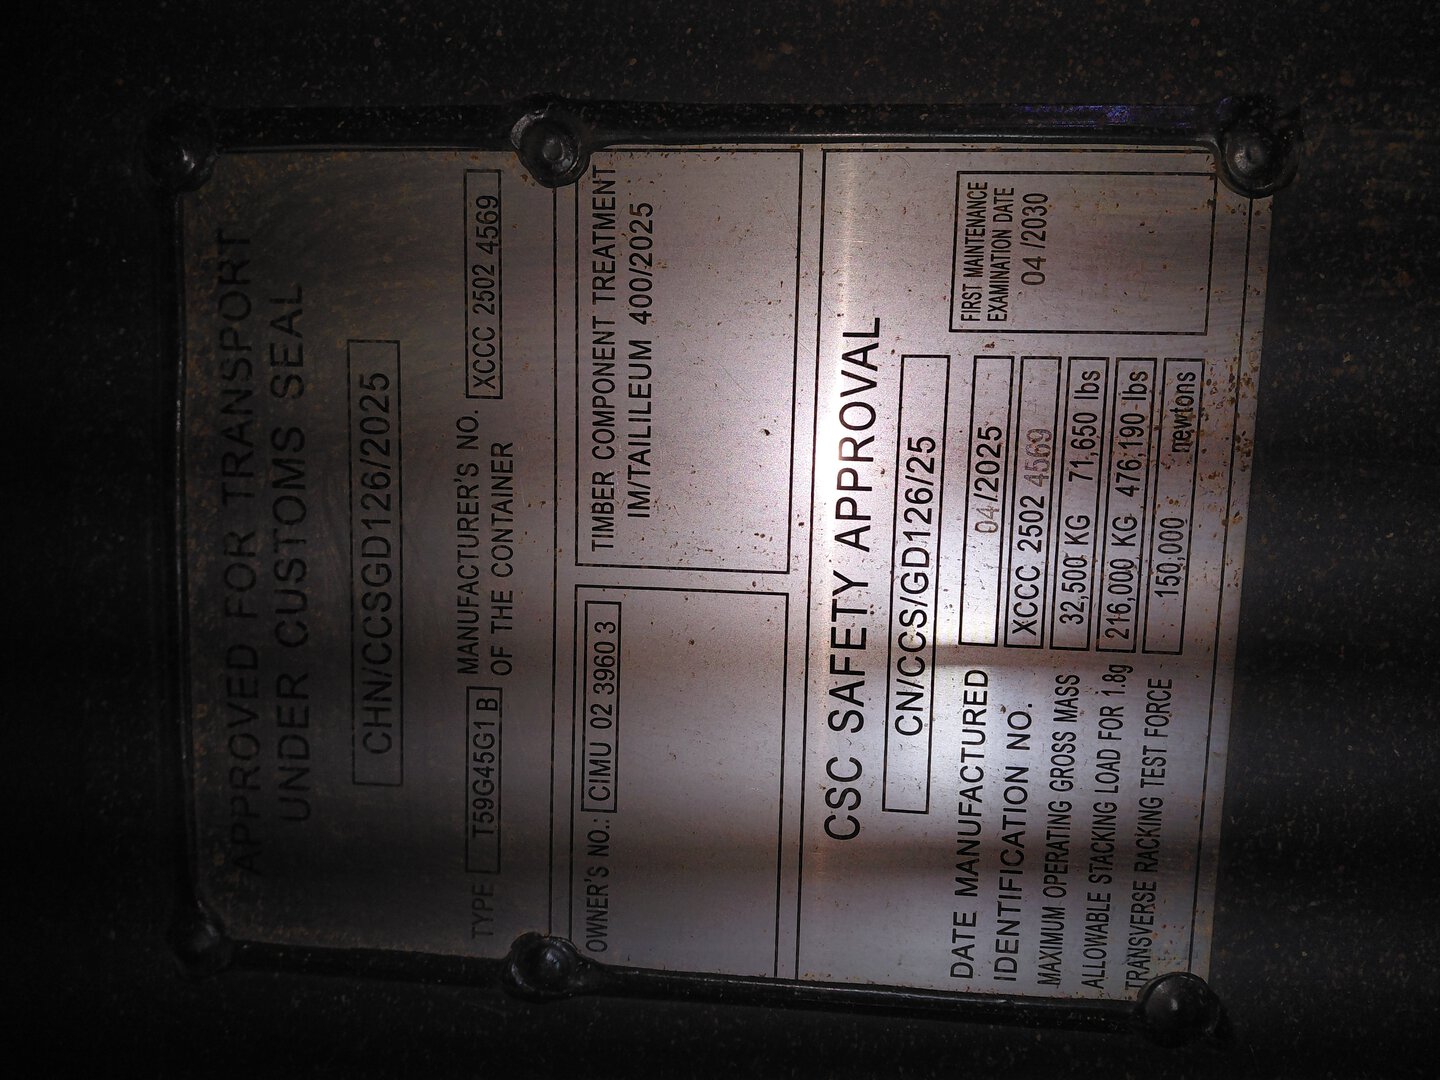 APPROVED FOR TRANSPORT
UNDER CUSTOMS SEAL
CHN/CCSGD126/2025
TYPE T59G45G1 B MANUFACTURER'S NO. OF THE CONTAINER XCCC 2502 4569
OWNER'S NO.: CIMU 02 3960 3
TIMBER COMPONENT TREATMENT
IM/TAILILEUM 400/2025
CSC SAFETY APPROVAL
CN/CCS/GD126/25
DATE MANUFACTURED 04/2025
IDENTIFICATION NO. XCCC 2502 4569
MAXIMUM OPERATING GROSS MASS 32,500 KG 71,650 lbs
ALLOWABLE STACKING LOAD FOR 1.8g 216,000 KG 476,190 lbs
TRANSVERSE RACKING TEST FORCE 150,000 newtons
FIRST MAINTENANCE
EXAMINATION DATE
04 /2030